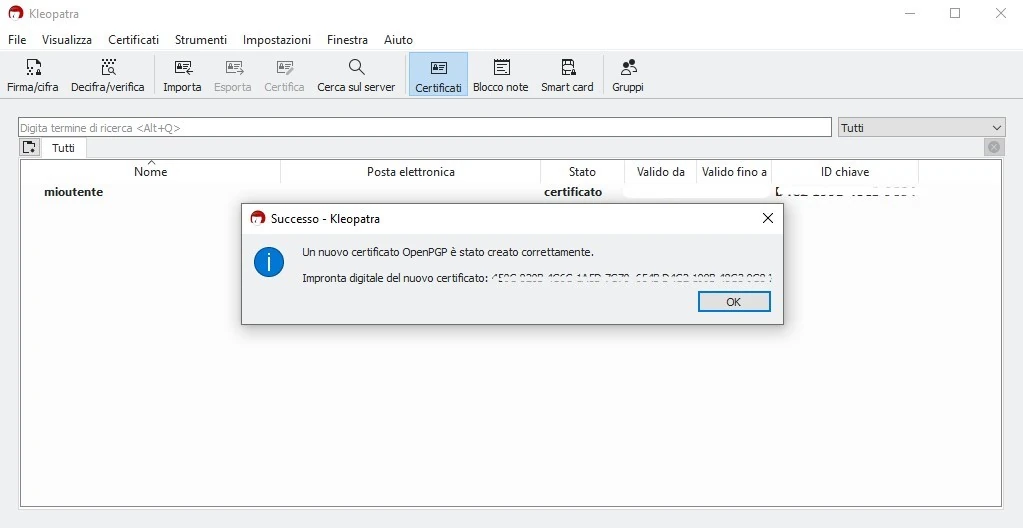 Kleopatra
File Visualizza Certificati Strumenti Impostazioni Finestra Aiuto
Firma/cifra Decifra/verifica Importa Esporta Certifica Cerca sul server Certificati Blocco note Smart card Gruppi
Digita termine di ricerca <Alt+Q> Tutti
Tutti
Nome Posta elettronica Stato Valido da Valido fino a ID chiave
mioutente certificato
Successo - Kleopatra
Un nuovo certificato OpenPGP è stato creato correttamente.
Impronta digitale del nuovo certificato:
OK